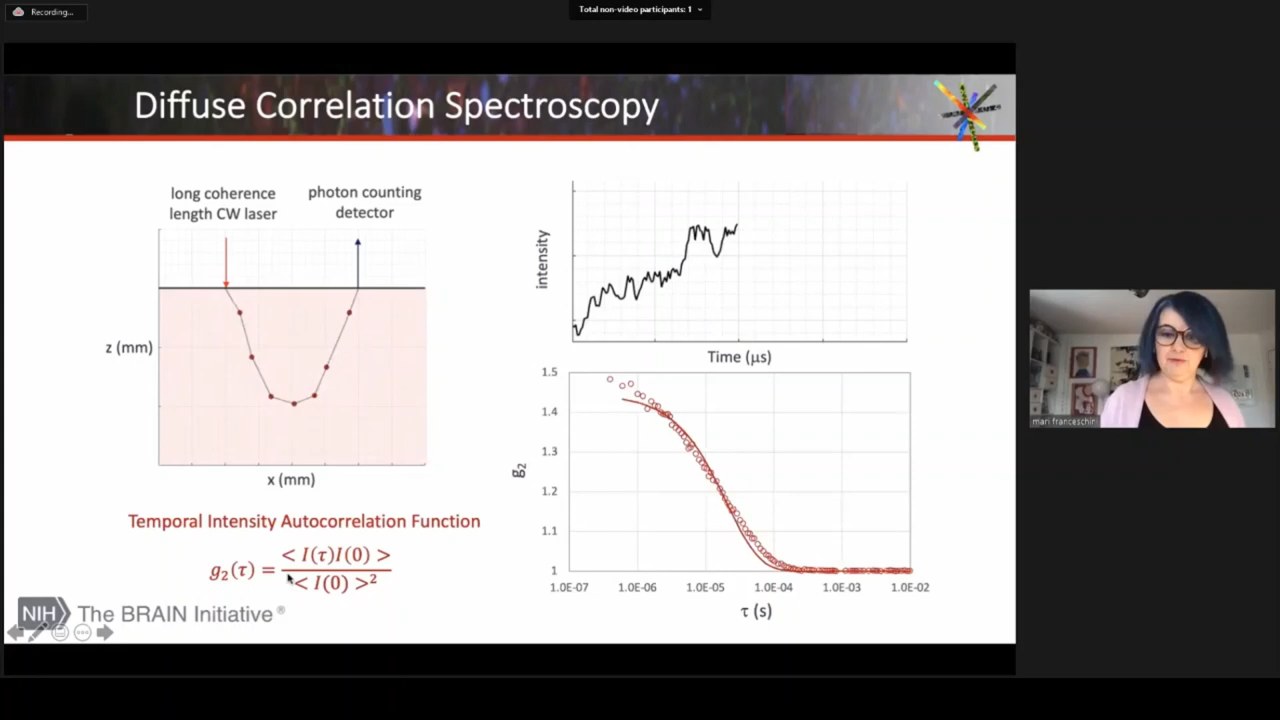 Recording...
Total non-video participants: 1
Diffuse Correlation Spectroscopy
long coherence
length CW laser
photon counting
detector
z (mm)
x (mm)
intensity
Time (μs)
1.5
1.4
1.3
1.2
1.1
1
g₂
1.0E-07 1.0E-06 1.0E-05 1.0E-04 1.0E-03 1.0E-02
τ (s)
Temporal Intensity Autocorrelation Function
g₂(τ) = < I(τ)I(0) >
< I(0) >²
NIH The BRAIN Initiative®
mari franceschini